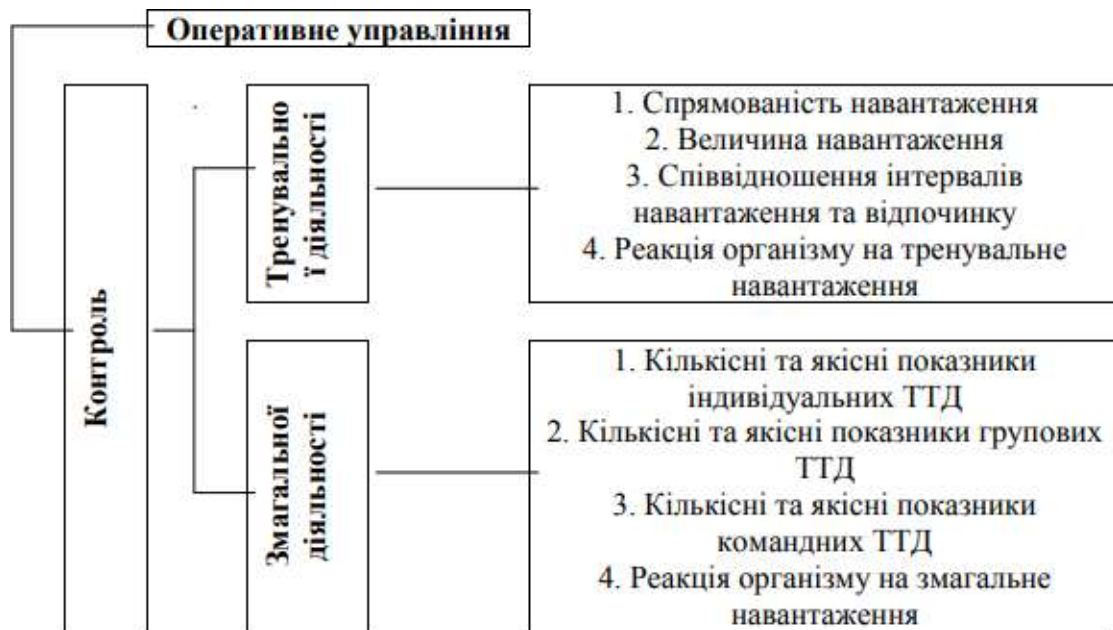 Оперативне управління
Контроль
Тренувально
ї діяльності
1. Спрямованість навантаження
2. Величина навантаження
3. Співвідношення інтервалів
навантаження та відпочинку
4. Реакція організму на тренувальне
навантаження
Змагальної
діяльності
1. Кількісні та якісні показники
індивідуальних ТТД
2. Кількісні та якісні показники групових
ТТД
3. Кількісні та якісні показники
командних ТТД
4. Реакція організму на змагальне
навантаження